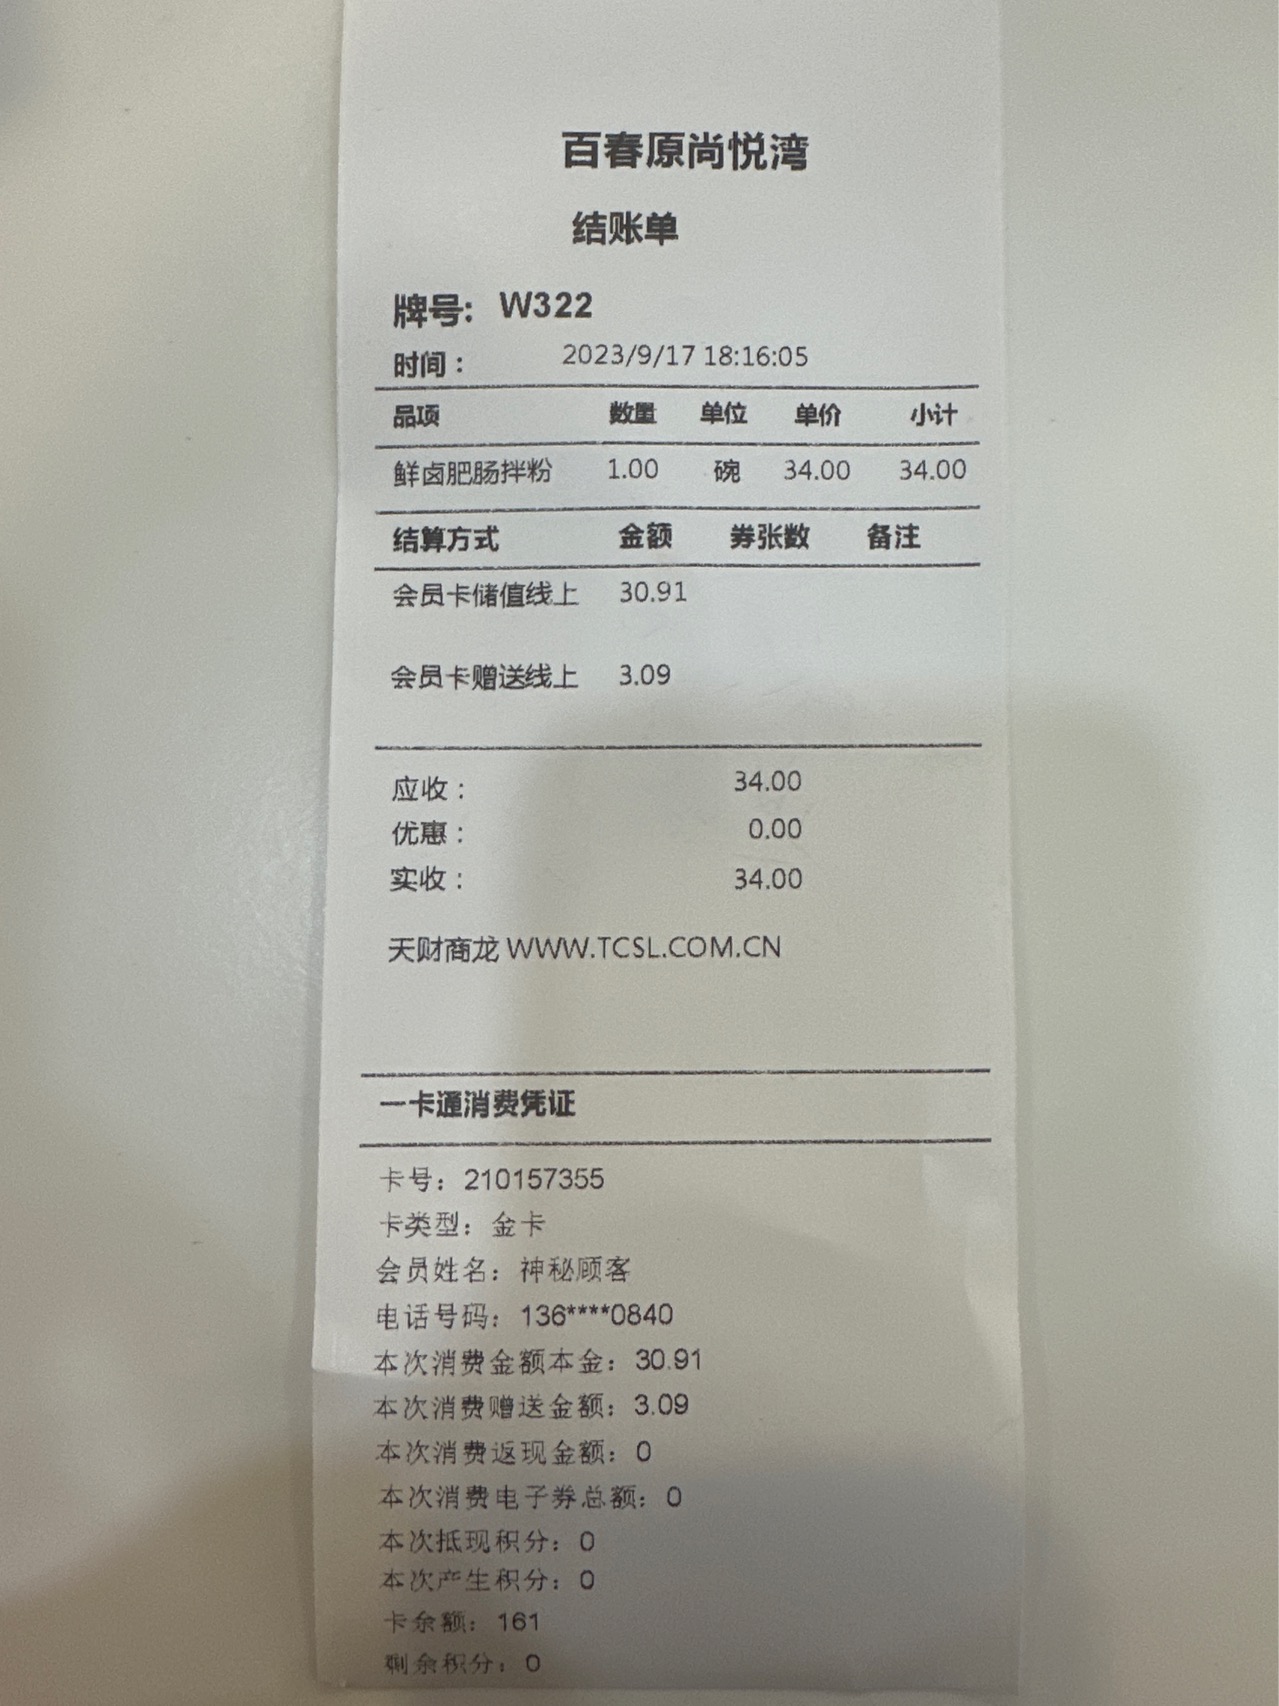 百春原尚悦湾
结账单
牌号: W322
时间： 2023/9/17 18:16:05
品项 数量 单位 单价 小计
鲜卤肥肠拌粉 1.00 碗 34.00 34.00
结算方式 金额 券张数 备注
会员卡储值线上 30.91
会员卡赠送线上 3.09
应收： 34.00
优惠： 0.00
实收： 34.00
天财商龙 WWW.TCSL.COM.CN
一卡通消费凭证
卡号：210157355
卡类型：金卡
会员姓名：神秘顾客
电话号码：136****0840
本次消费金额本金：30.91
本次消费赠送金额：3.09
本次消费返现金额：0
本次消费电子券总额：0
本次抵现积分：0
本次产生积分：0
卡余额：161
剩余积分：0